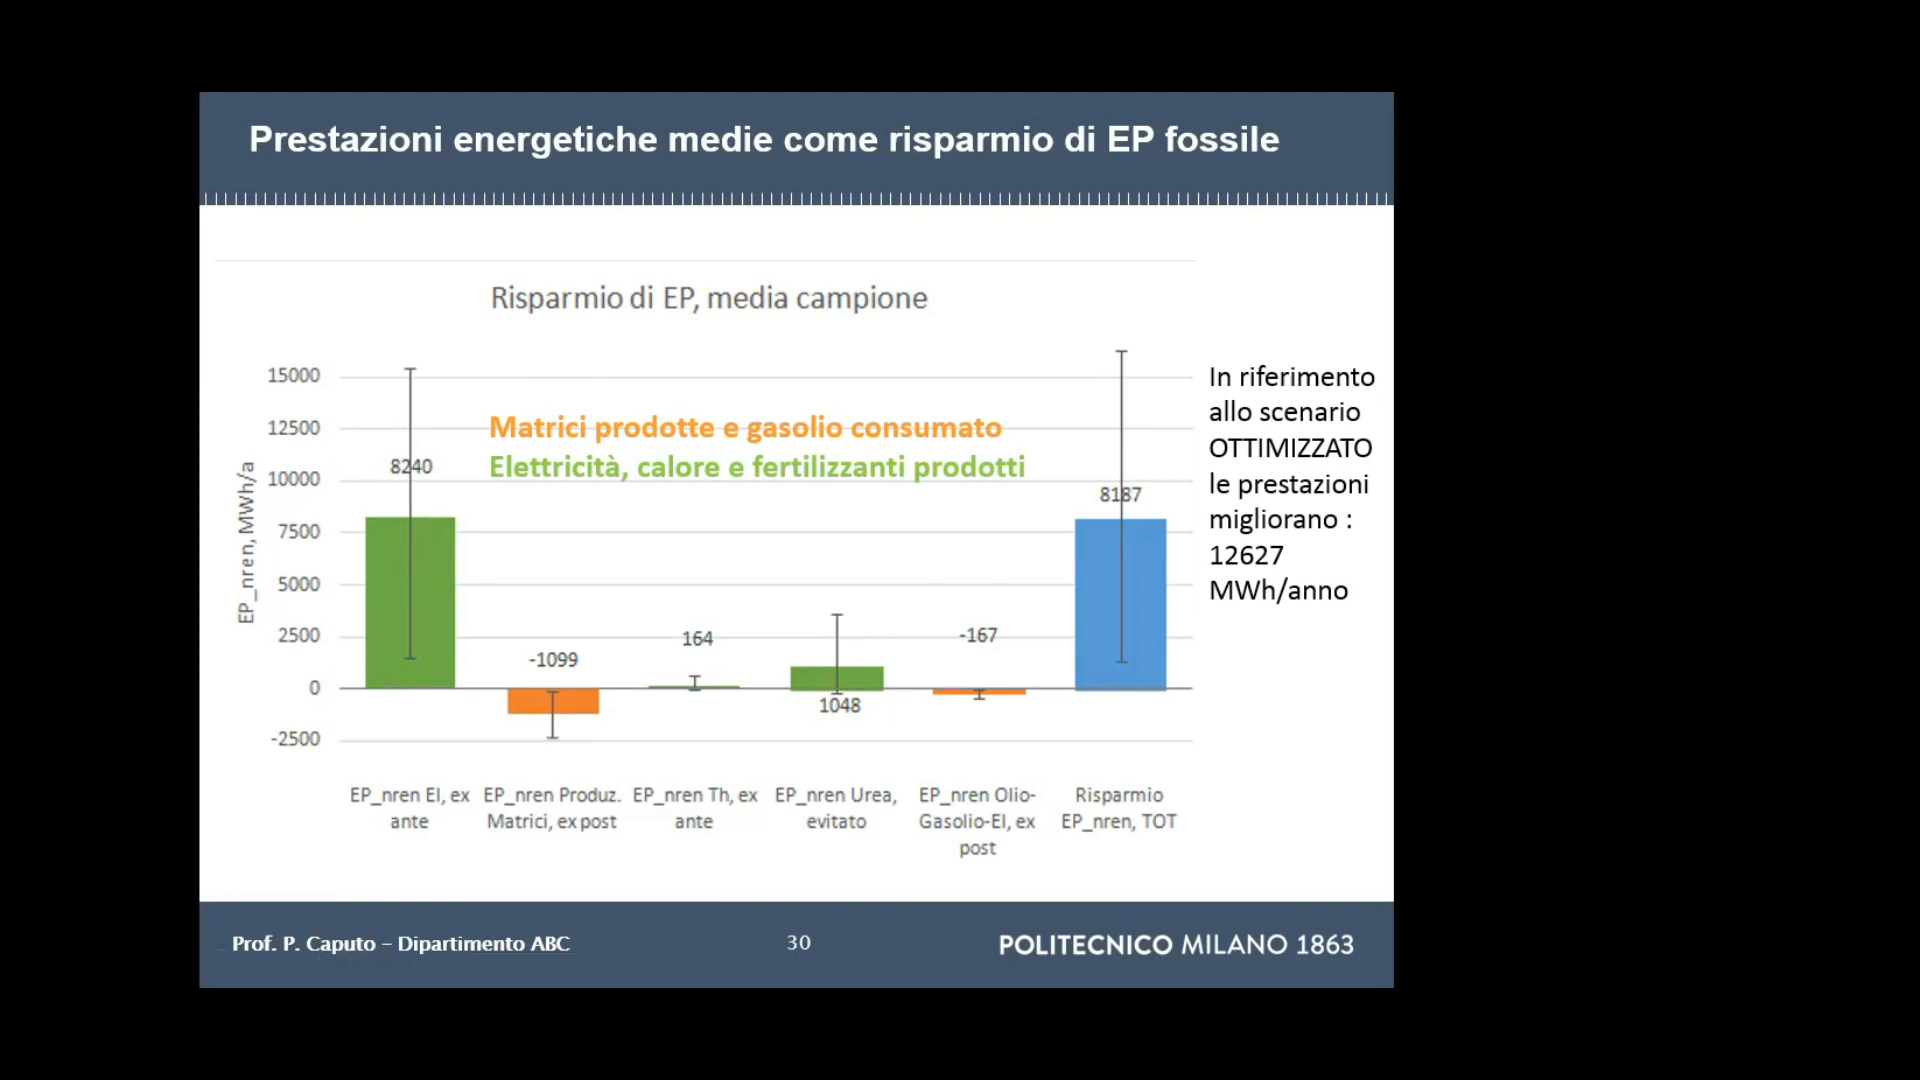 Prestazioni energetiche medie come risparmio di EP fossile
Risparmio di EP, media campione
EP_nren, MWh/a
15000
12500
10000
7500
5000
2500
0
-2500
Matrici prodotte e gasolio consumato
Elettricità, calore e fertilizzanti prodotti
8240
-1099
164
1048
-167
8187
EP_nren El, ex
ante
EP_nren Produz.
Matrici, ex post
EP_nren Th, ex
ante
EP_nren Urea,
evitato
EP_nren Olio-
Gasolio-El, ex
post
Risparmio
EP_nren, TOT
In riferimento
allo scenario
OTTIMIZZATO
le prestazioni
migliorano :
12627
MWh/anno
Prof. P. Caputo – Dipartimento ABC
30
POLITECNICO MILANO 1863